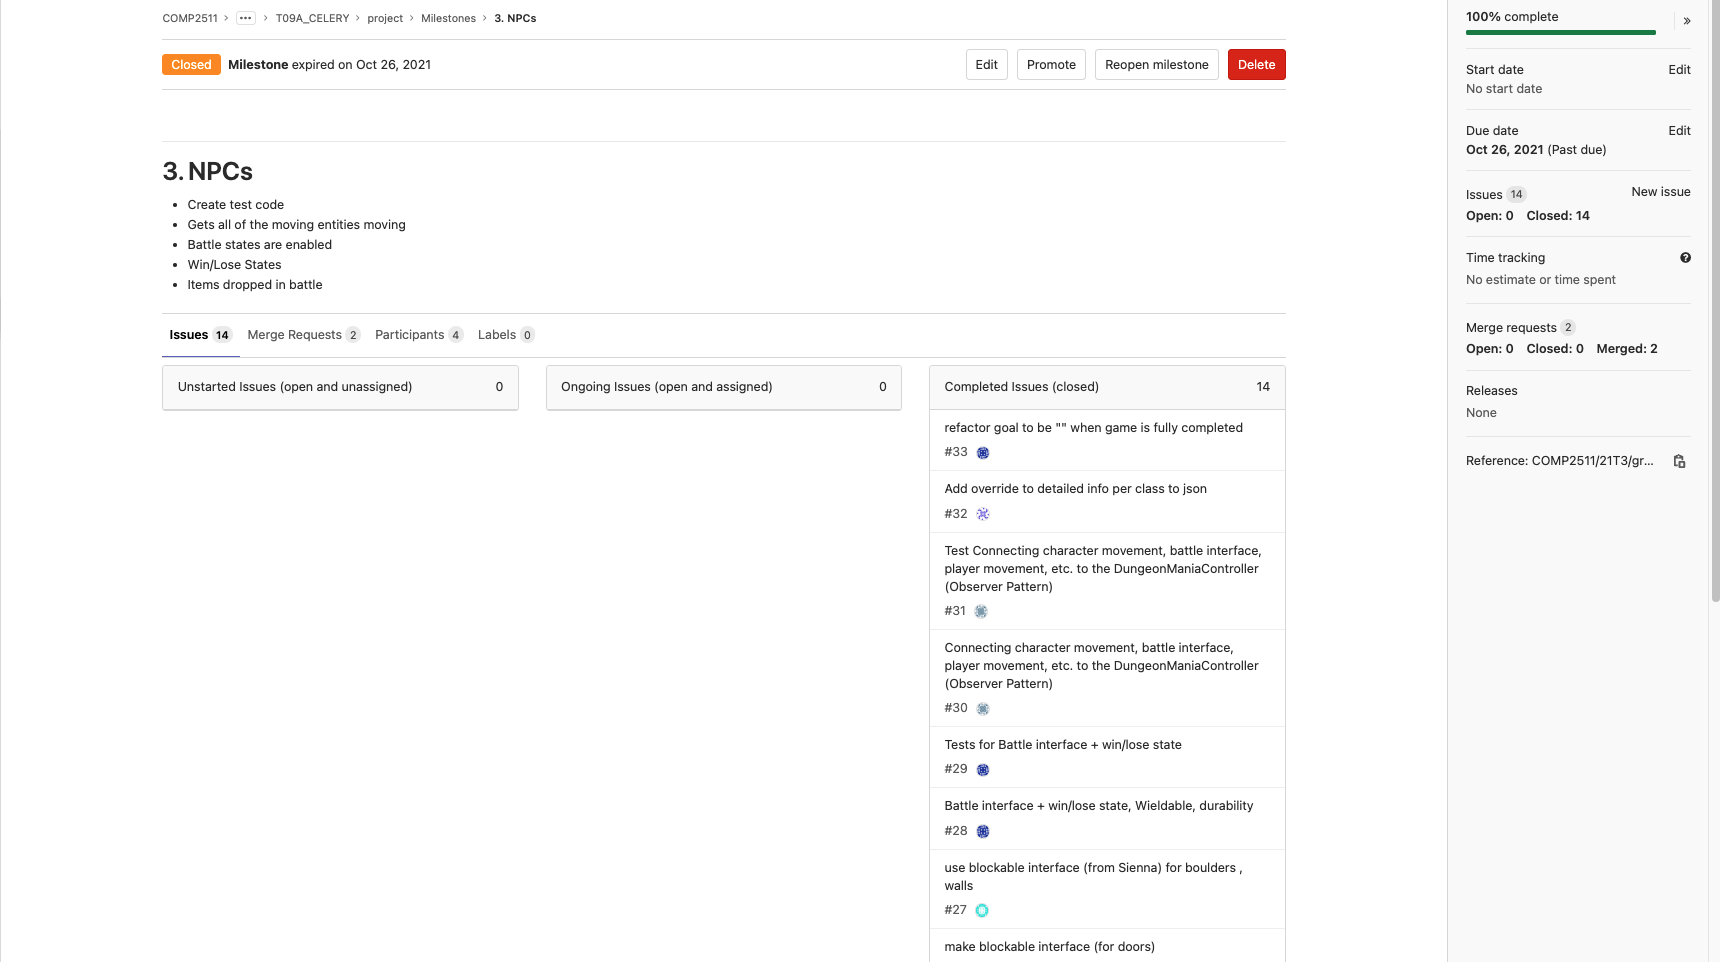 COMP2511 › ··· › T09A_CELERY › project › Milestones › 3. NPCs
Closed Milestone expired on Oct 26, 2021
Edit Promote Reopen milestone Delete
3. NPCs
• Create test code
• Gets all of the moving entities moving
• Battle states are enabled
• Win/Lose States
• Items dropped in battle
Issues 14 Merge Requests 2 Participants 4 Labels 0
Unstarted Issues (open and unassigned) 0
Ongoing Issues (open and assigned) 0
Completed Issues (closed) 14
refactor goal to be "" when game is fully completed
#33
Add override to detailed info per class to json
#32
Test Connecting character movement, battle interface,
player movement, etc. to the DungeonManiaController
(Observer Pattern)
#31
Connecting character movement, battle interface,
player movement, etc. to the DungeonManiaController
(Observer Pattern)
#30
Tests for Battle interface + win/lose state
#29
Battle interface + win/lose state, Wieldable, durability
#28
use blockable interface (from Sienna) for boulders ,
walls
#27
make blockable interface (for doors)
100% complete »
Start date Edit
No start date
Due date Edit
Oct 26, 2021 (Past due)
Issues 14 New issue
Open: 0 Closed: 14
Time tracking ?
No estimate or time spent
Merge requests 2
Open: 0 Closed: 0 Merged: 2
Releases
None
Reference: COMP2511/21T3/gr...